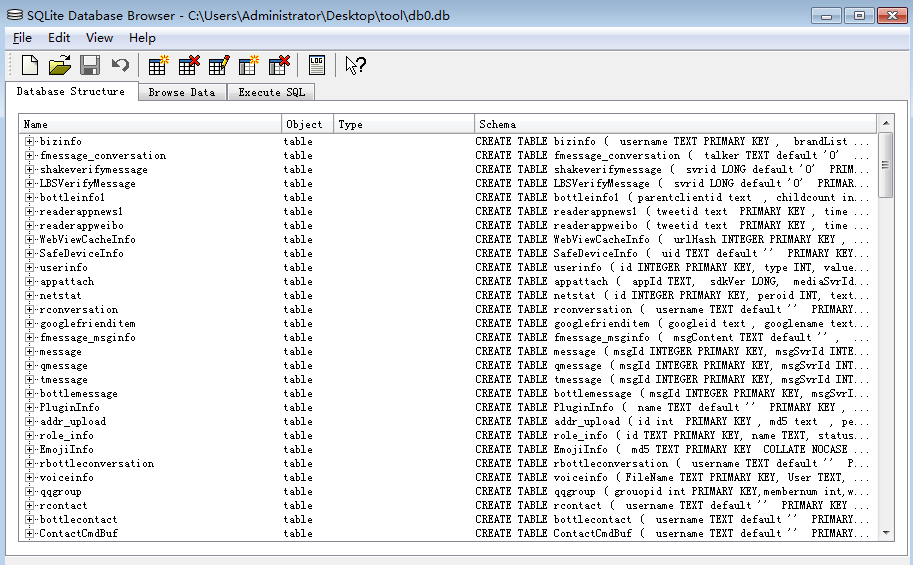 SQLite Database Browser - C:\Users\Administrator\Desktop\tool\db0.db
File Edit View Help
LOG
Database Structure Browse Data Execute SQL
Name Object Type Schema
bizinfo table CREATE TABLE bizinfo ( username TEXT PRIMARY KEY , brandList ...
fmessage_conversation table CREATE TABLE fmessage_conversation ( talker TEXT default '0' ...
shakeverifymessage table CREATE TABLE shakeverifymessage ( svrid LONG default '0' PRIM...
LBSVerifyMessage table CREATE TABLE LBSVerifyMessage ( svrid LONG default '0' PRIMAR...
bottleinfo1 table CREATE TABLE bottleinfo1 ( parentclientid text , childcount in...
readerappnews1 table CREATE TABLE readerappnews1 ( tweetid text PRIMARY KEY , time ...
readerappweibo table CREATE TABLE readerappweibo ( tweetid text PRIMARY KEY , time ...
WebViewCacheInfo table CREATE TABLE WebViewCacheInfo ( urlHash INTEGER PRIMARY KEY , ...
SafeDeviceInfo table CREATE TABLE SafeDeviceInfo ( uid TEXT default '' PRIMARY KEY...
userinfo table CREATE TABLE userinfo ( id INTEGER PRIMARY KEY, type INT, value...
appattach table CREATE TABLE appattach ( appId TEXT, sdkVer LONG, mediaSvrId...
netstat table CREATE TABLE netstat ( id INTEGER PRIMARY KEY, peroid INT, text...
rconversation table CREATE TABLE rconversation ( username TEXT default '' PRIMARY...
googlefrienditem table CREATE TABLE googlefrienditem ( googleid text , googlename text...
fmessage_msginfo table CREATE TABLE fmessage_msginfo ( msgContent TEXT default '' , ...
message table CREATE TABLE message ( msgId INTEGER PRIMARY KEY, msgSvrId INTE...
qmessage table CREATE TABLE qmessage ( msgId INTEGER PRIMARY KEY, msgSvrId INT...
tmessage table CREATE TABLE tmessage ( msgId INTEGER PRIMARY KEY, msgSvrId INT...
bottlemessage table CREATE TABLE bottlemessage ( msgId INTEGER PRIMARY KEY, msgSvrI...
PluginInfo table CREATE TABLE PluginInfo ( name TEXT default '' PRIMARY KEY , ...
addr_upload table CREATE TABLE addr_upload ( id int PRIMARY KEY , md5 text , pe...
role_info table CREATE TABLE role_info ( id TEXT PRIMARY KEY, name TEXT, status...
EmojiInfo table CREATE TABLE EmojiInfo ( md5 TEXT PRIMARY KEY COLLATE NOCASE ...
rbottleconversation table CREATE TABLE rbottleconversation ( username TEXT default '' P...
voiceinfo table CREATE TABLE voiceinfo ( FileName TEXT PRIMARY KEY, User TEXT, ...
qqgroup table CREATE TABLE qqgroup ( grouopid int PRIMARY KEY,membernum int,w...
rcontact table CREATE TABLE rcontact ( username TEXT default '' PRIMARY KEY ...
bottlecontact table CREATE TABLE bottlecontact ( username TEXT default '' PRIMARY...
ContactCmdBuf table CREATE TABLE ContactCmdBuf ( username TEXT default '' PRIMARY...